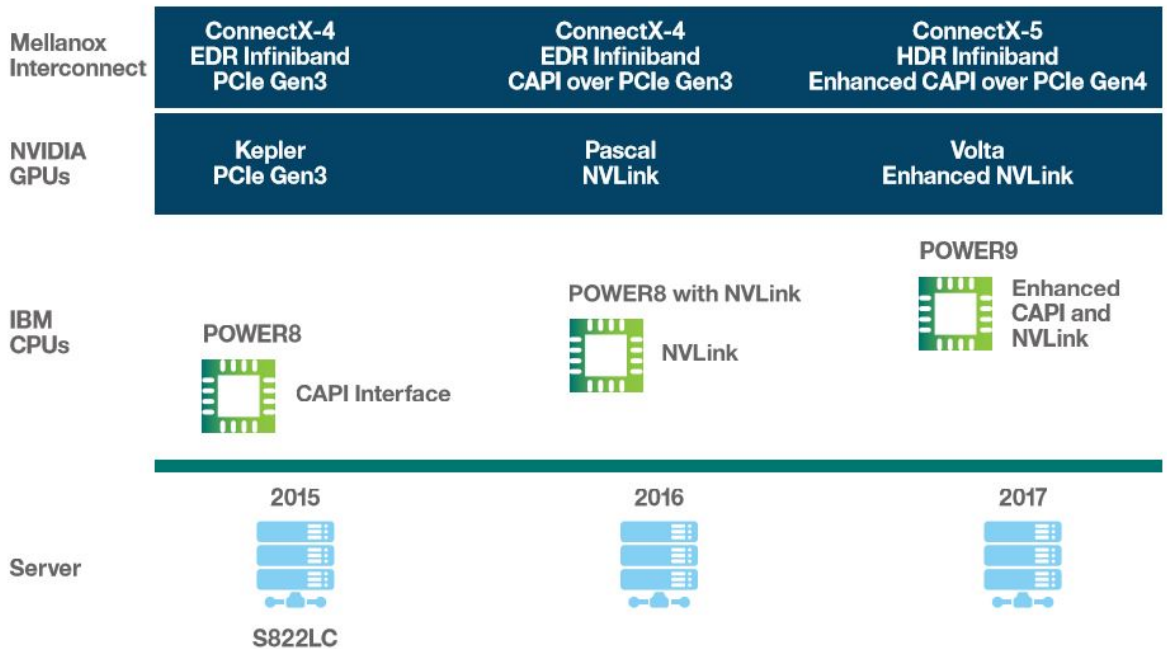 Mellanox
Interconnect
ConnectX-4
EDR Infiniband
PCIe Gen3
ConnectX-4
EDR Infiniband
CAPI over PCIe Gen3
ConnectX-5
HDR Infiniband
Enhanced CAPI over PCIe Gen4
NVIDIA
GPUs
Kepler
PCIe Gen3
Pascal
NVLink
Volta
Enhanced NVLink
IBM
CPUs
POWER8
CAPI Interface
POWER8 with NVLink
NVLink
POWER9
Enhanced
CAPI and
NVLink
2015
2016
2017
Server
S822LC